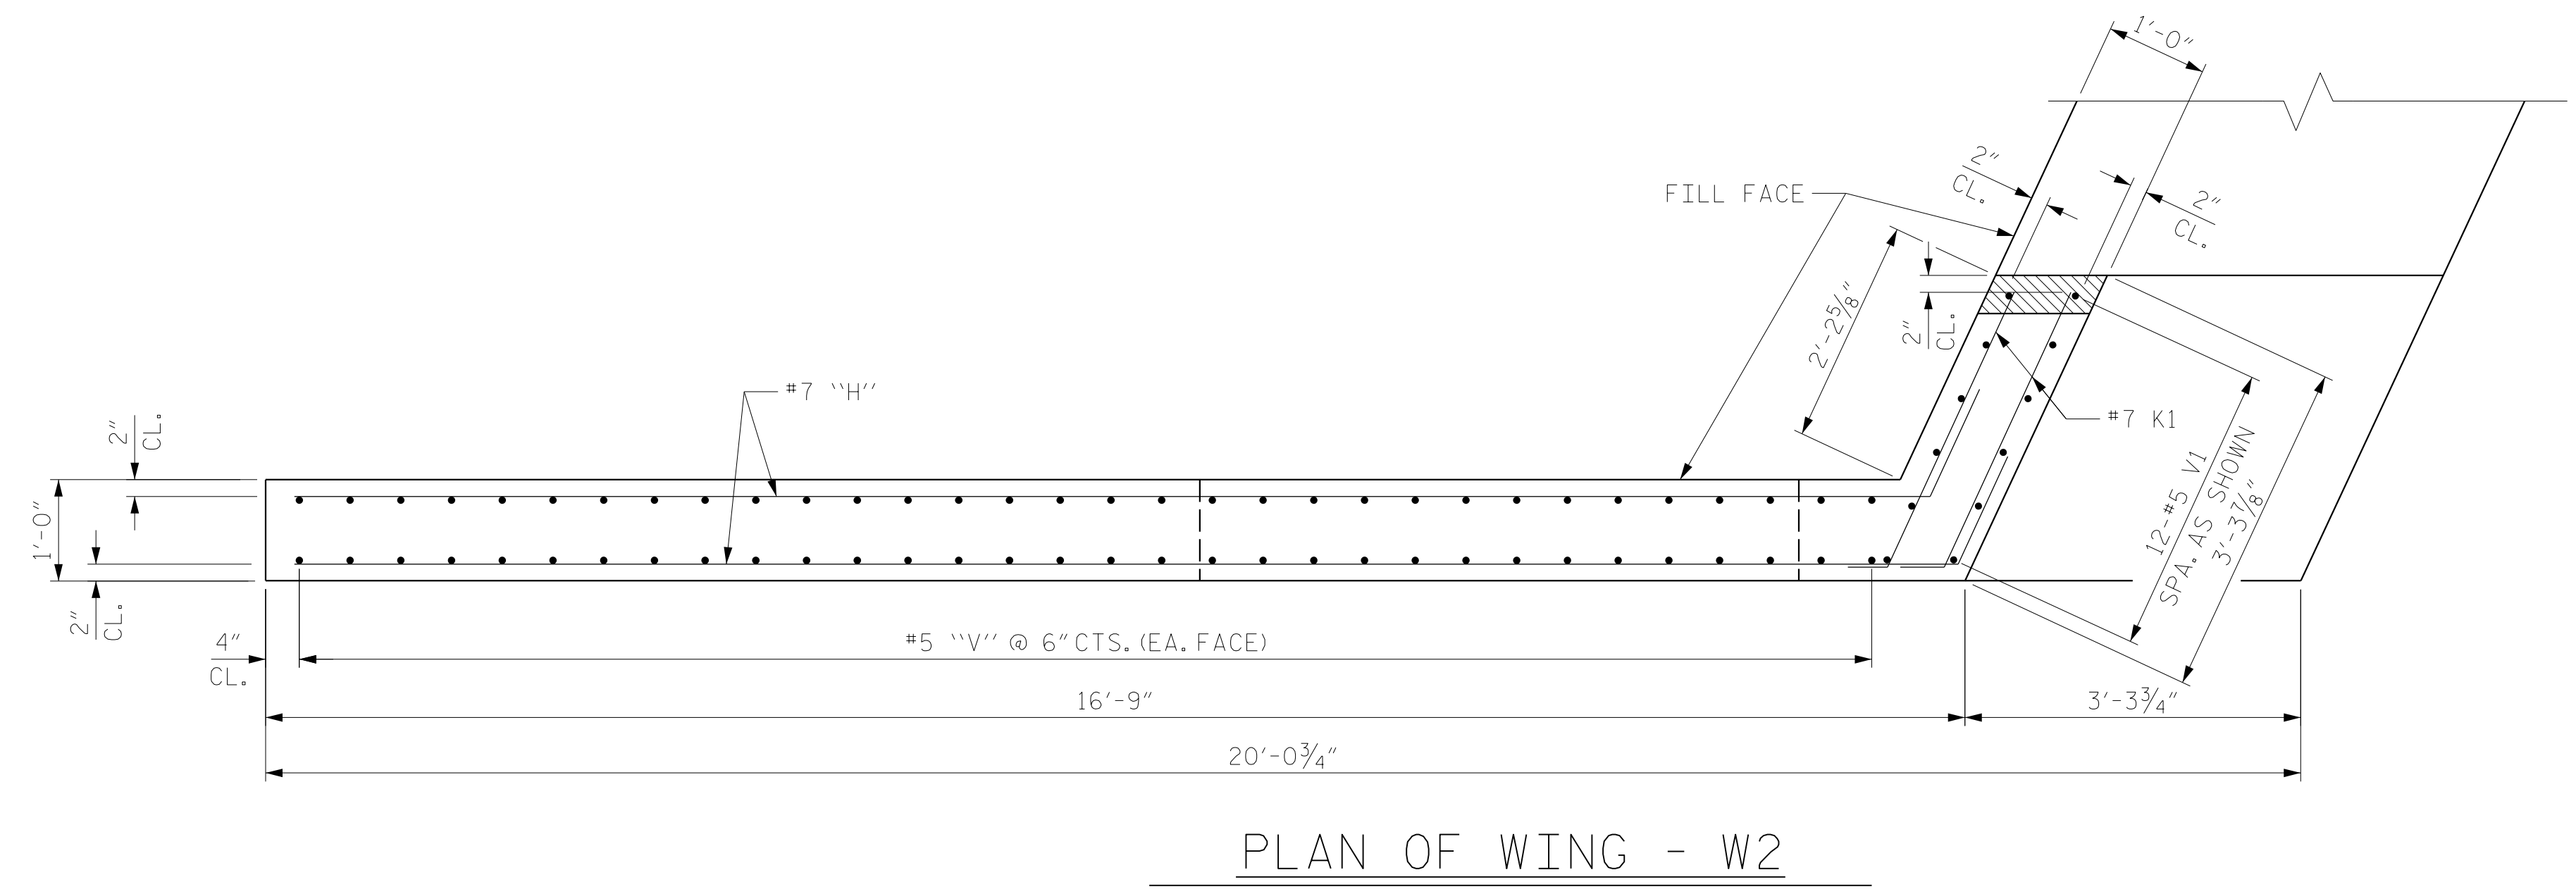 1'-0"
2"
CL.
2"
CL.
FILL FACE
2'-2⅝"
2"
CL.
#7 ``H''
#7 K1
2"
CL.
1'-0"
2"
CL.
12-#5 V1
SPA. AS SHOWN
3'-3⅞"
4"
CL.
#5 ``V'' @ 6"CTS.(EA. FACE)
16'-9"
3'-3¾"
20'-0¾"
PLAN OF WING - W2